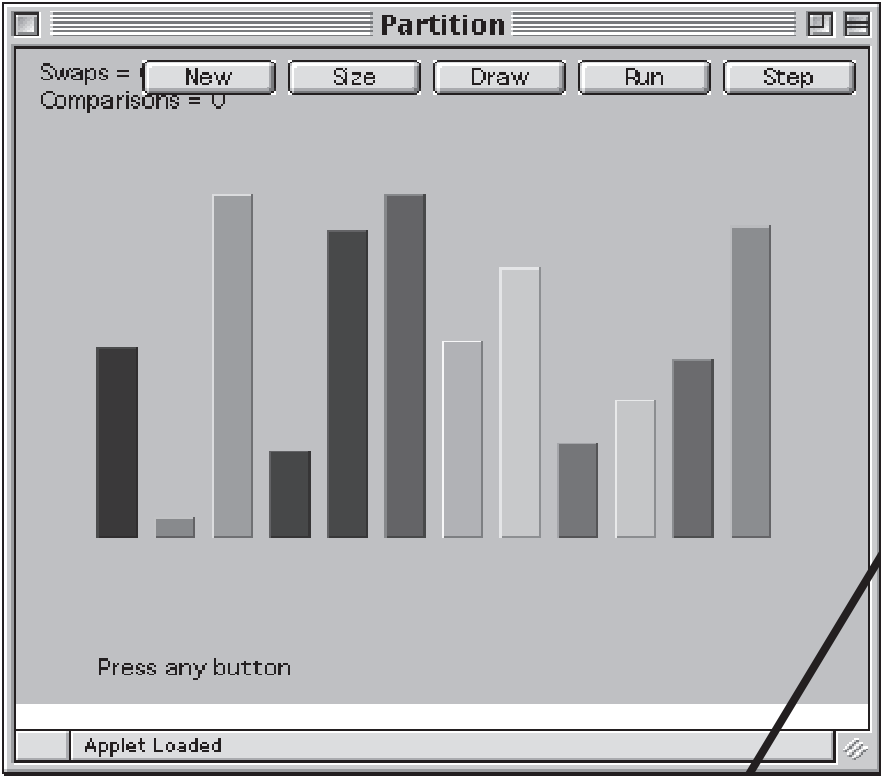 Partition
Swaps =
New Size Draw Run Step
Comparisons = 0
Press any button
Applet Loaded